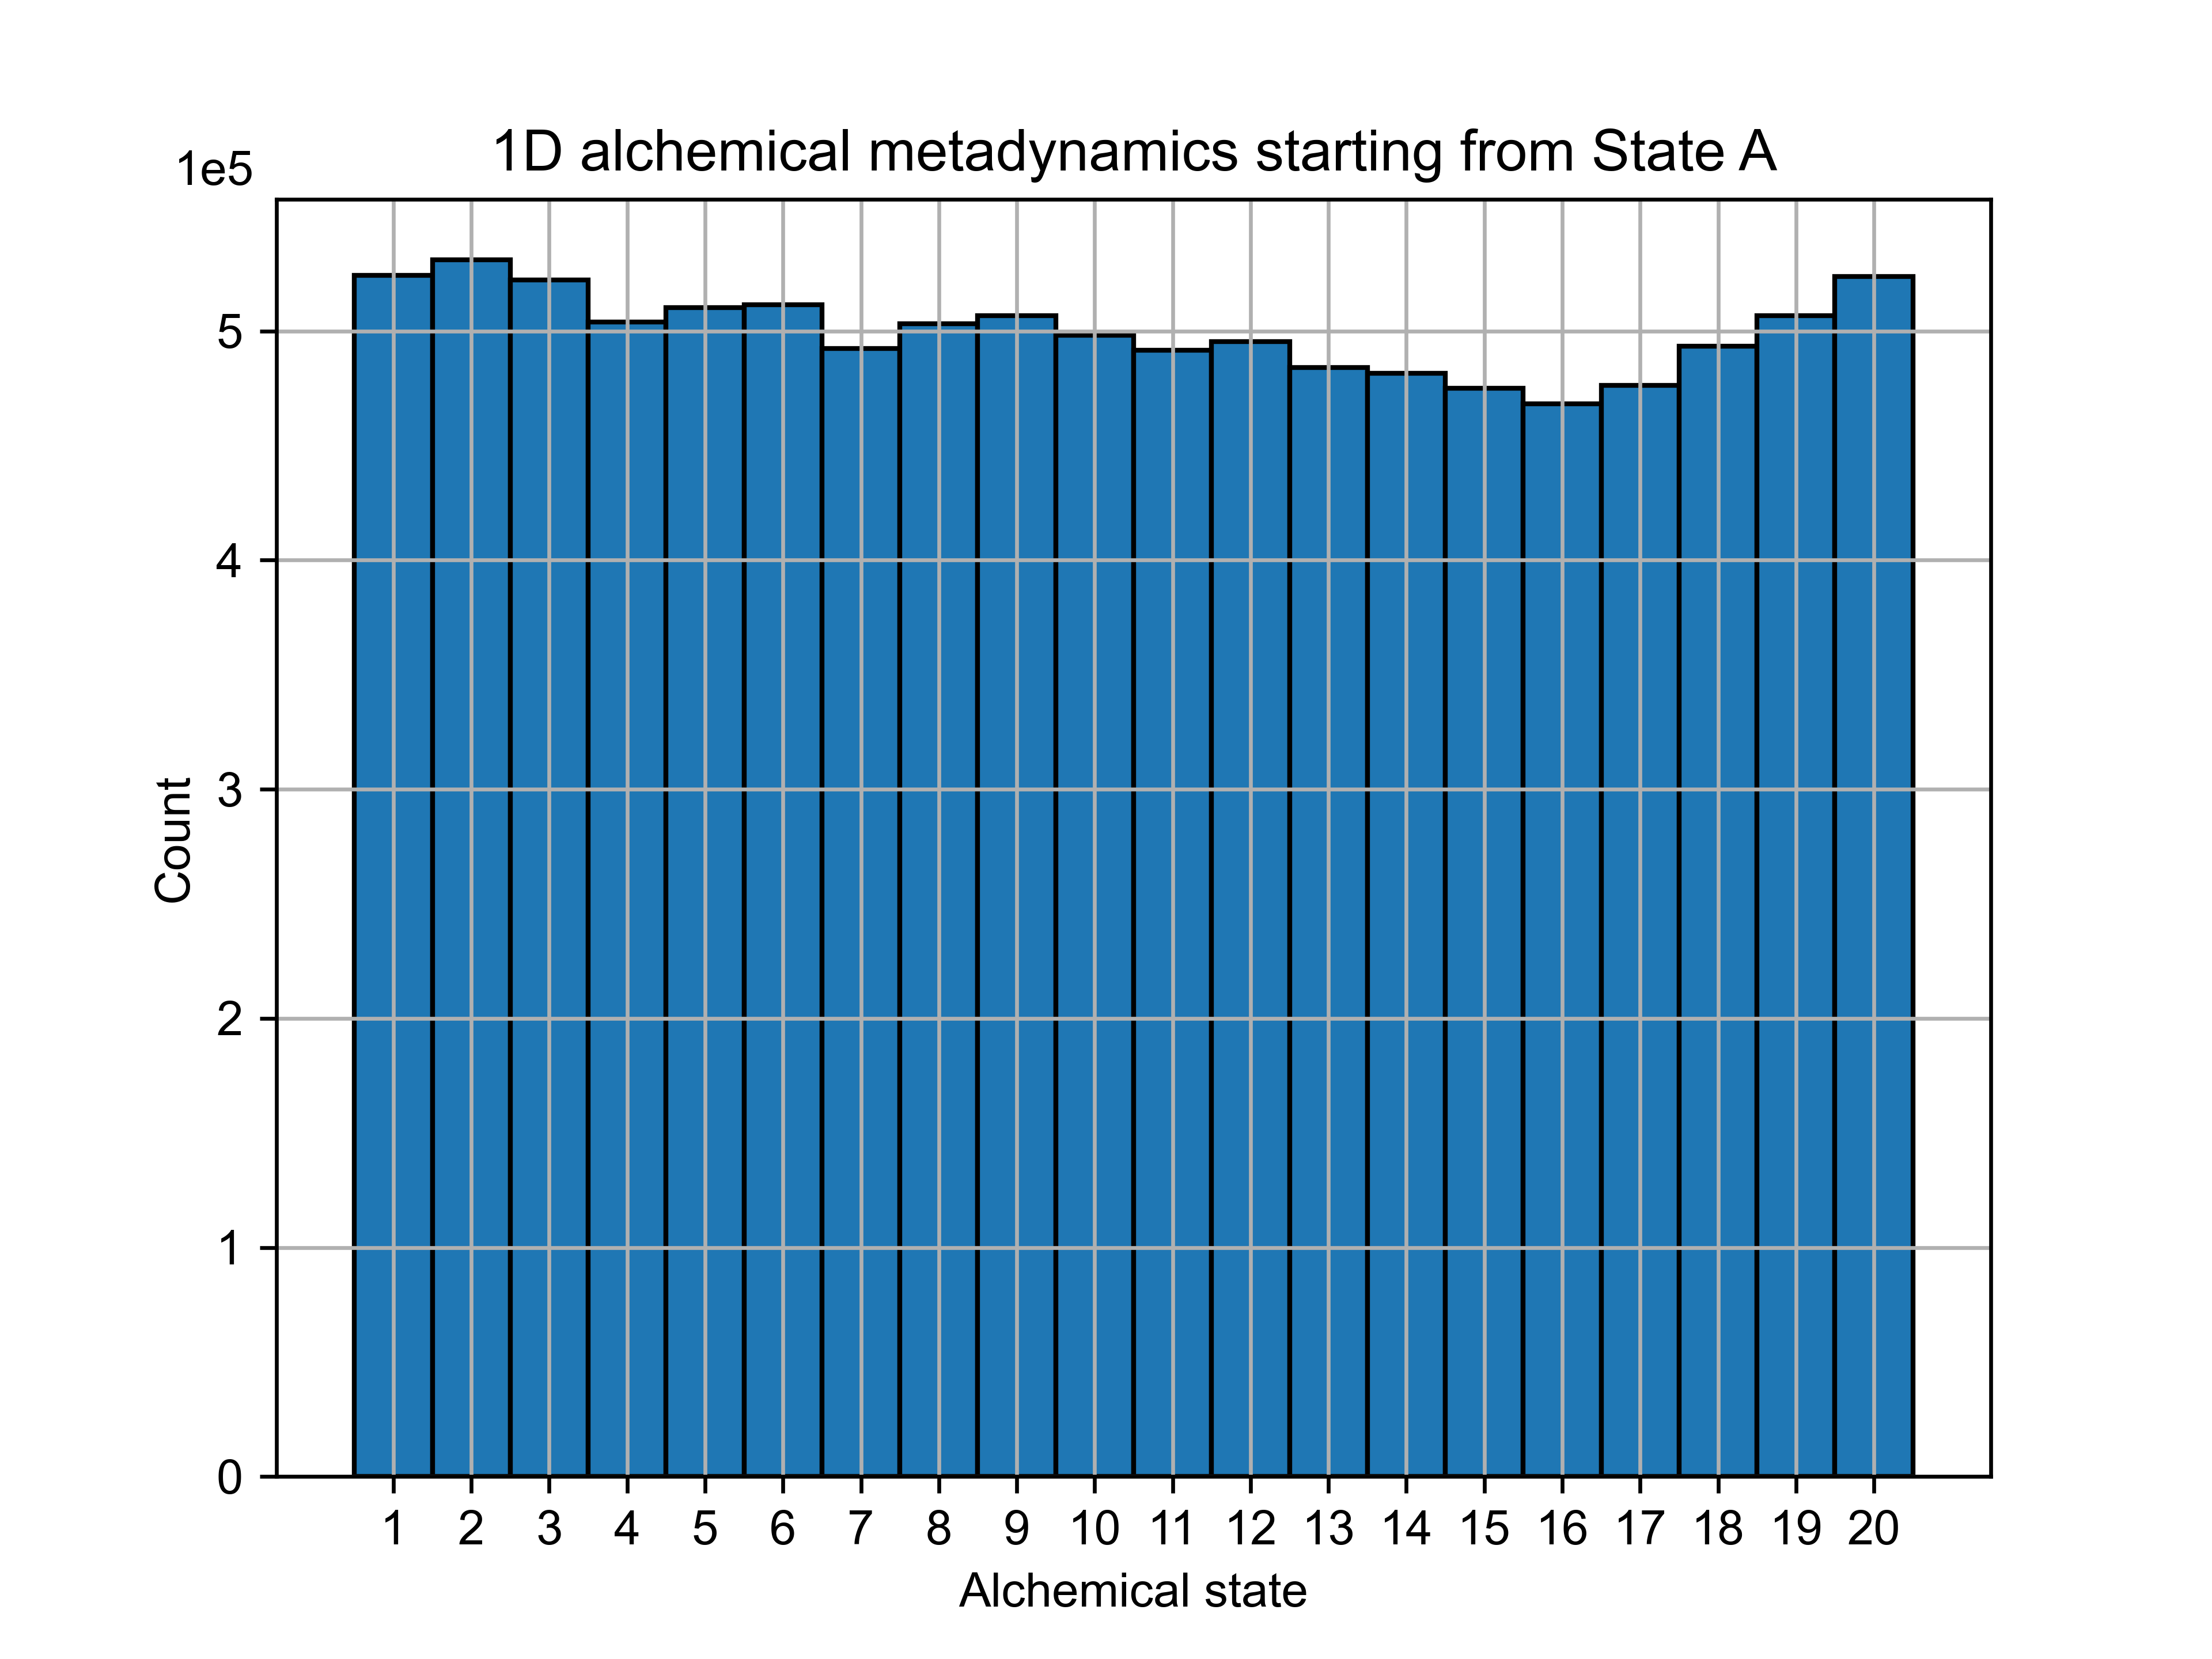 1D alchemical metadynamics starting from State A
1e5
5
4
3
2
1
0
Count
1 2 3 4 5 6 7 8 9 10 11 12 13 14 15 16 17 18 19 20
Alchemical state